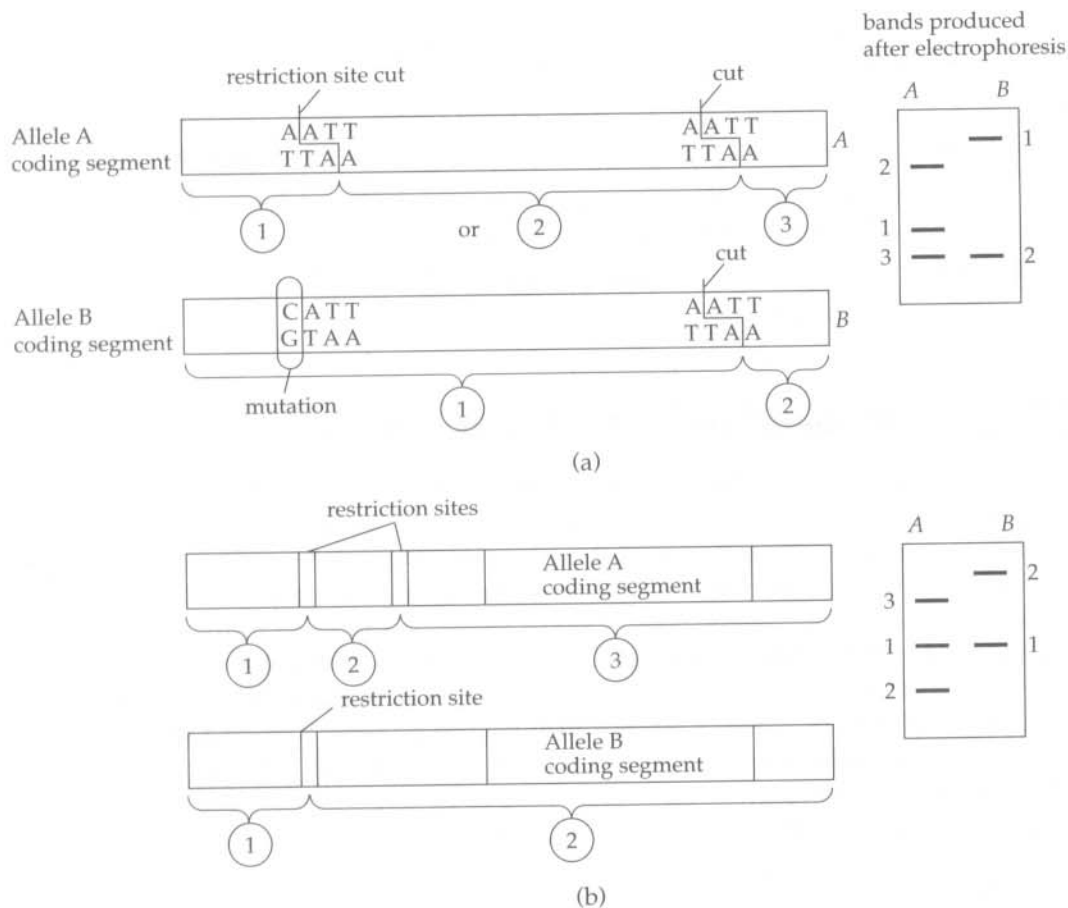 bands produced
after electrophoresis
restriction site cut
cut
A B
Allele A
coding segment
A A T T
T T A A
A A T T
T T A A
A
1
2
1
3
2
1 or 2 3
cut
Allele B
coding segment
C A T T
G T A A
A A T T
T T A A
B
mutation
1 2
(a)
restriction sites
A B
Allele A
coding segment
2
3
1 1
2
1 2 3
restriction site
Allele B
coding segment
1 2
(b)